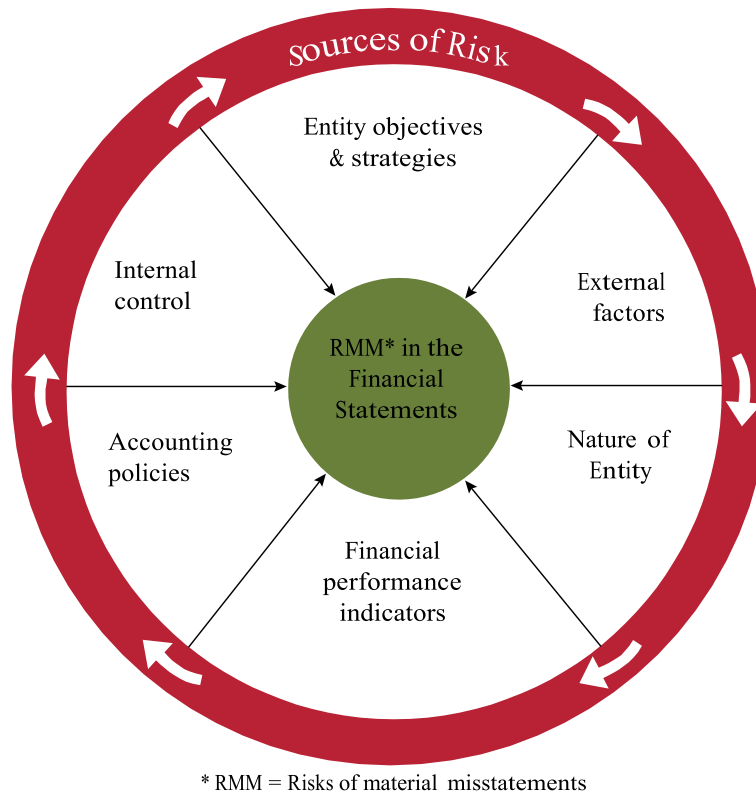 Sources of Risk
Entity objectives
& strategies
External
factors
Nature of
Entity
Financial
performance
indicators
Accounting
policies
Internal
control
RMM* in the
Financial
Statements
* RMM = Risks of material misstatements